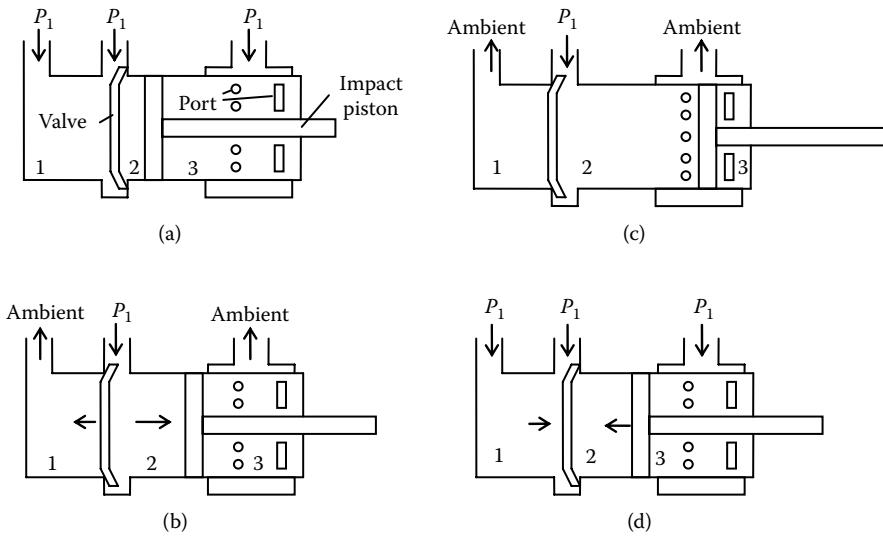 P1 P1 P1
Port
Impact
piston
Valve
1 2 3
(a)
Ambient P1 Ambient
1 2 3
(c)
Ambient P1 Ambient
1 2 3
(b)
P1 P1 P1
1 2 3
(d)